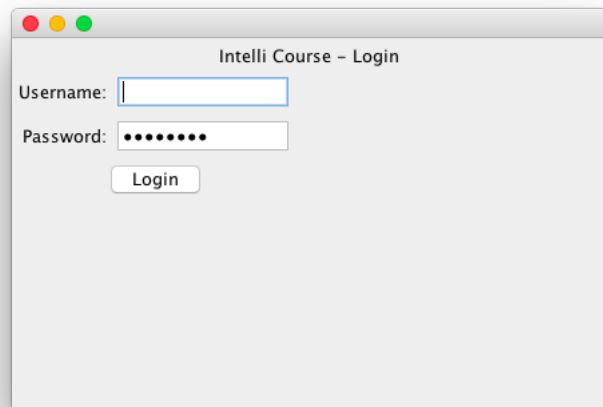 Intelli Course – Login
Username:
Password: ••••••••
Login